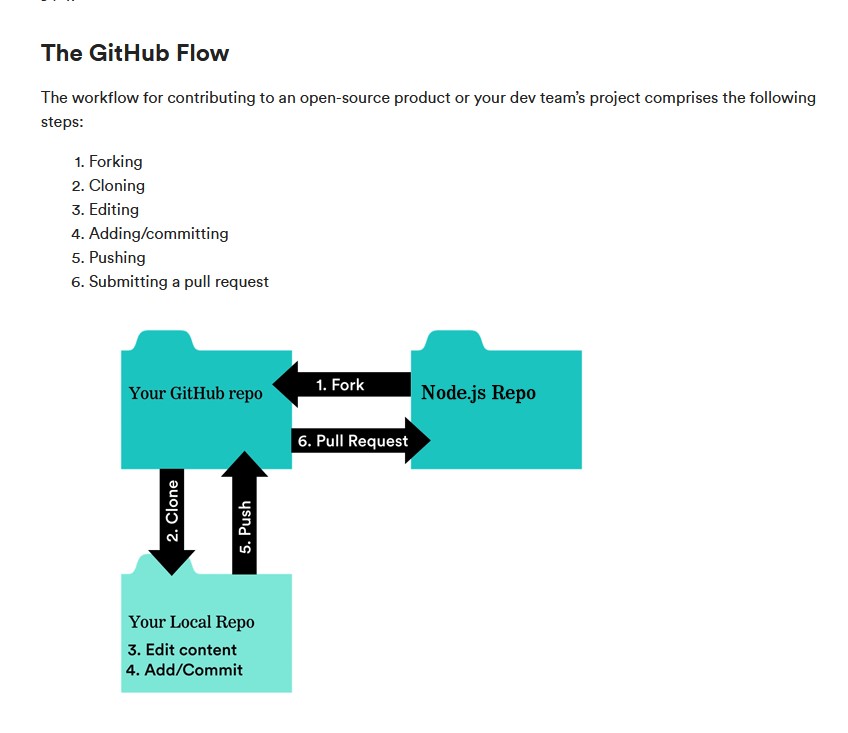 The GitHub Flow
The workflow for contributing to an open-source product or your dev team’s project comprises the following
steps:
1. Forking
2. Cloning
3. Editing
4. Adding/committing
5. Pushing
6. Submitting a pull request
Your GitHub repo
1. Fork
Node.js Repo
6. Pull Request
2. Clone
5. Push
Your Local Repo
3. Edit content
4. Add/Commit